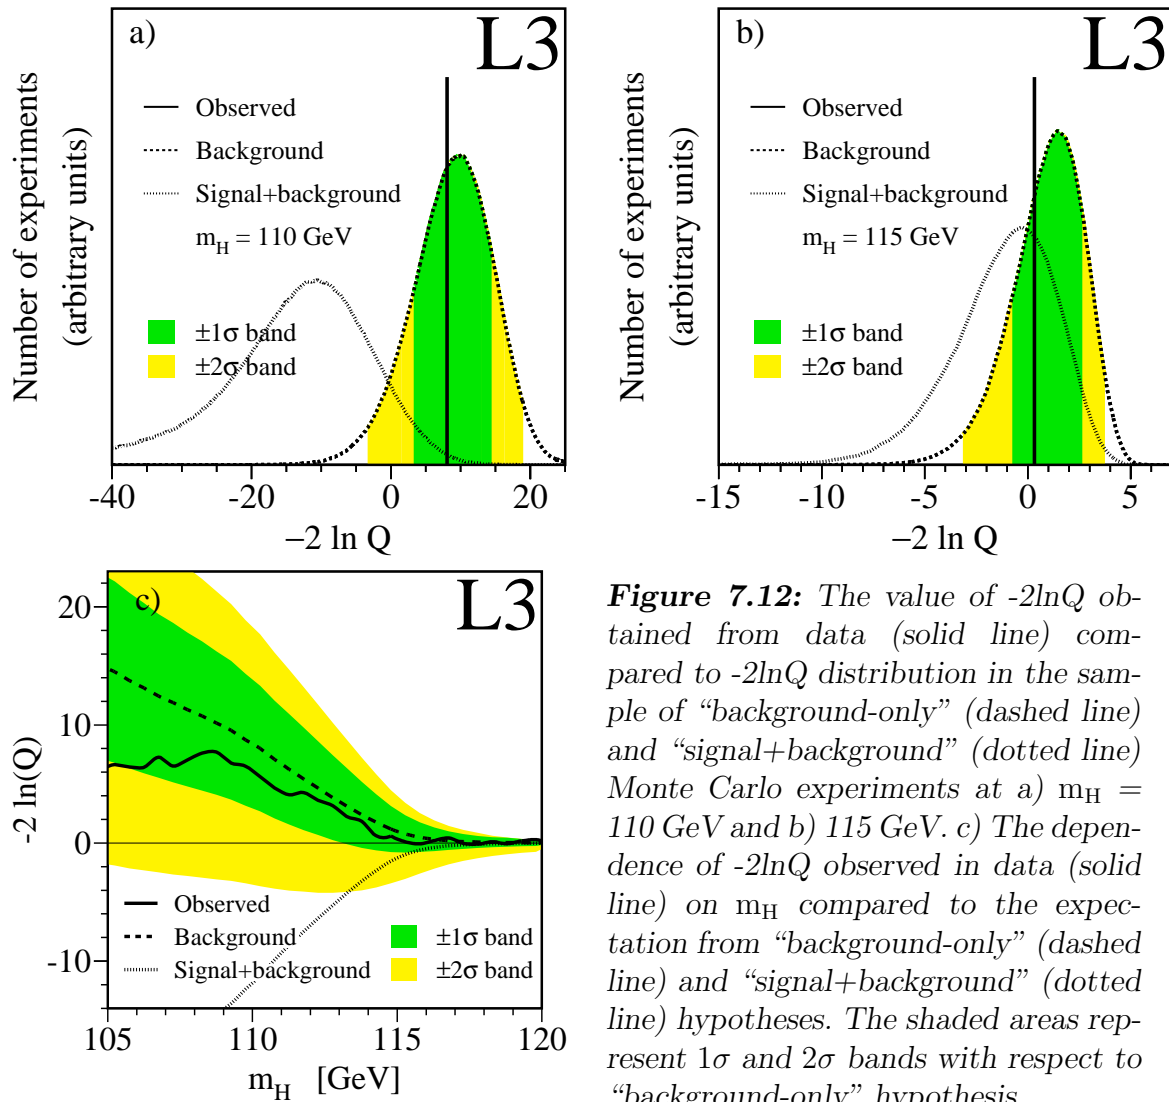 a)
L3
Number of experiments
(arbitrary units)
Observed
Background
Signal+background
m_H = 110 GeV
±1σ band
±2σ band
-40
-20
0
20
−2 ln Q
b)
L3
Number of experiments
(arbitrary units)
Observed
Background
Signal+background
m_H = 115 GeV
±1σ band
±2σ band
-15
-10
-5
0
5
−2 ln Q
c)
L3
-2 ln(Q)
20
10
0
-10
Observed
Background
Signal+background
±1σ band
±2σ band
105
110
115
120
m_H [GeV]
Figure 7.12: The value of -2lnQ ob-
tained from data (solid line) com-
pared to -2lnQ distribution in the sam-
ple of “background-only” (dashed line)
and “signal+background” (dotted line)
Monte Carlo experiments at a) m_H =
110 GeV and b) 115 GeV. c) The depen-
dence of -2lnQ observed in data (solid
line) on m_H compared to the expec-
tation from “background-only” (dashed
line) and “signal+background” (dotted
line) hypotheses. The shaded areas rep-
resent 1σ and 2σ bands with respect to
“background-only” hypothesis